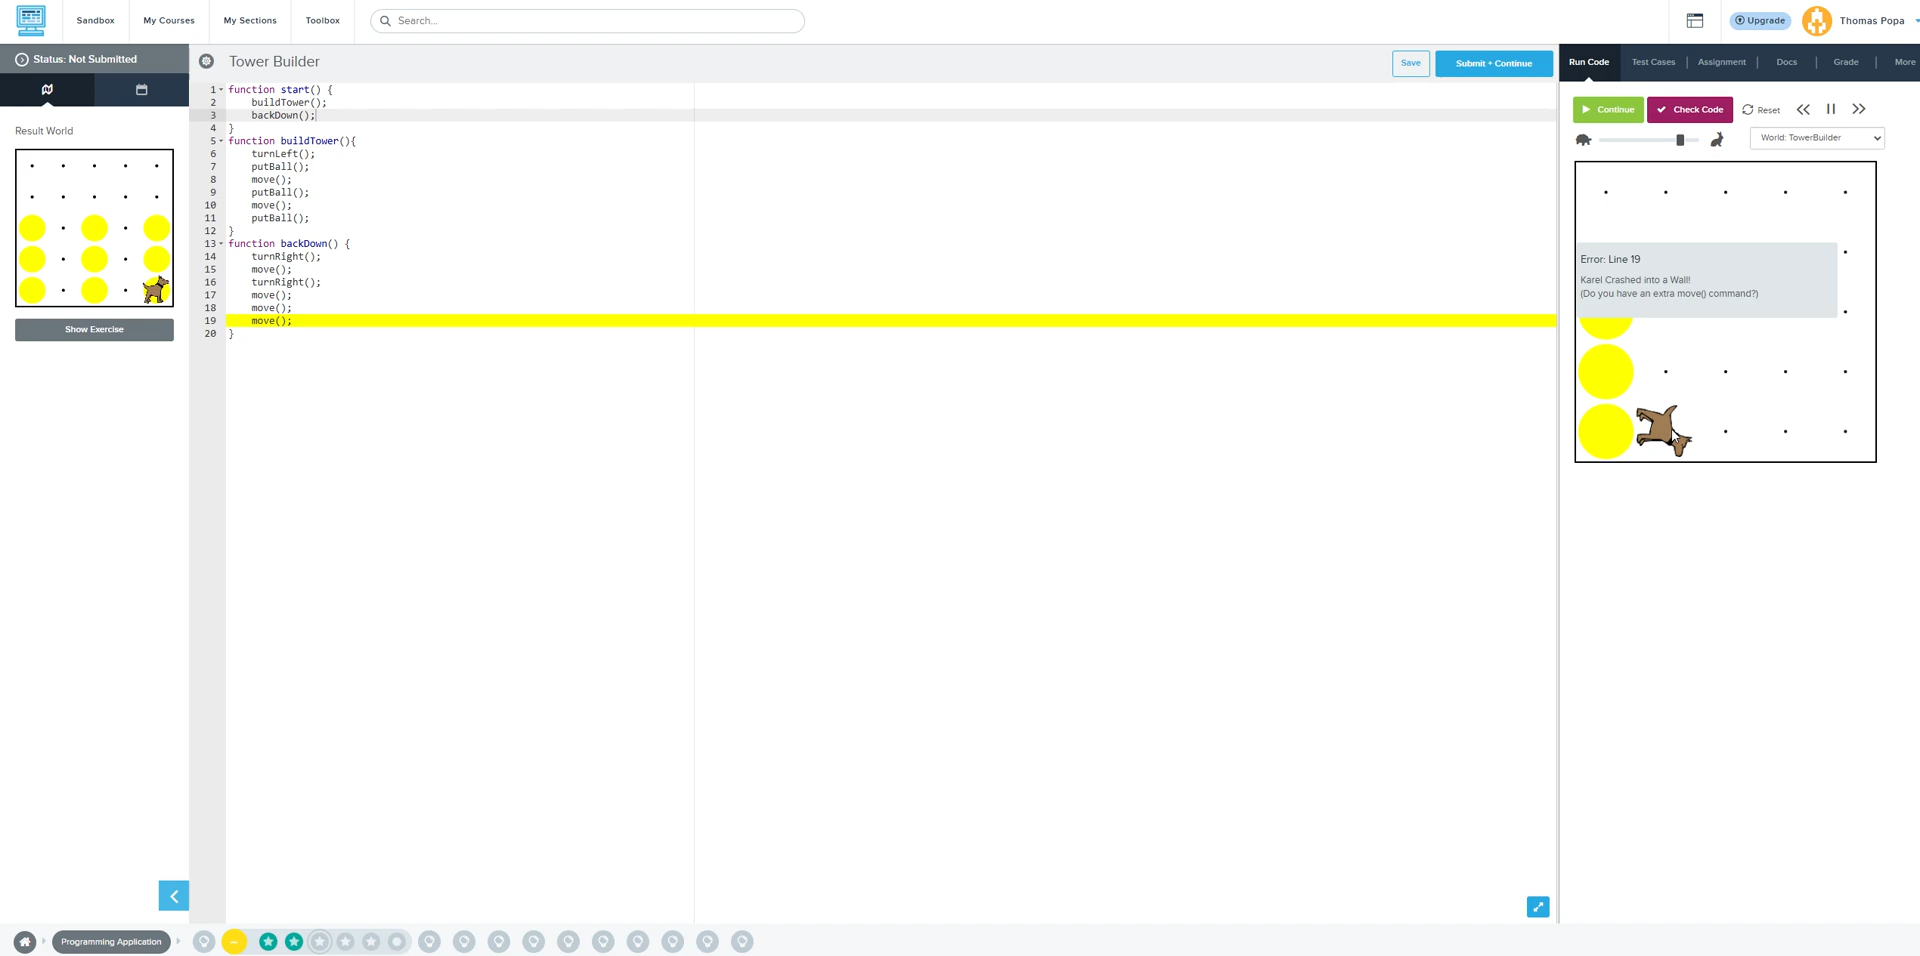 Sandbox
My Courses
My Sections
Toolbox
Search...
Upgrade
Thomas Popa
Status: Not Submitted
Result World
Show Exercise
Tower Builder
Save
Submit + Continue
1 function start() {
2 buildTower();
3 backDown();
4 }
5 function buildTower(){
6 turnLeft();
7 putBall();
8 move();
9 putBall();
10 move();
11 putBall();
12 }
13 function backDown() {
14 turnRight();
15 move();
16 turnRight();
17 move();
18 move();
19 move();
20 }
Run Code
Test Cases
Assignment
Docs
Grade
More
Continue
Check Code
Reset
World: TowerBuilder
Error: Line 19
Karel Crashed into a Wall!
(Do you have an extra move() command?)
Programming Application